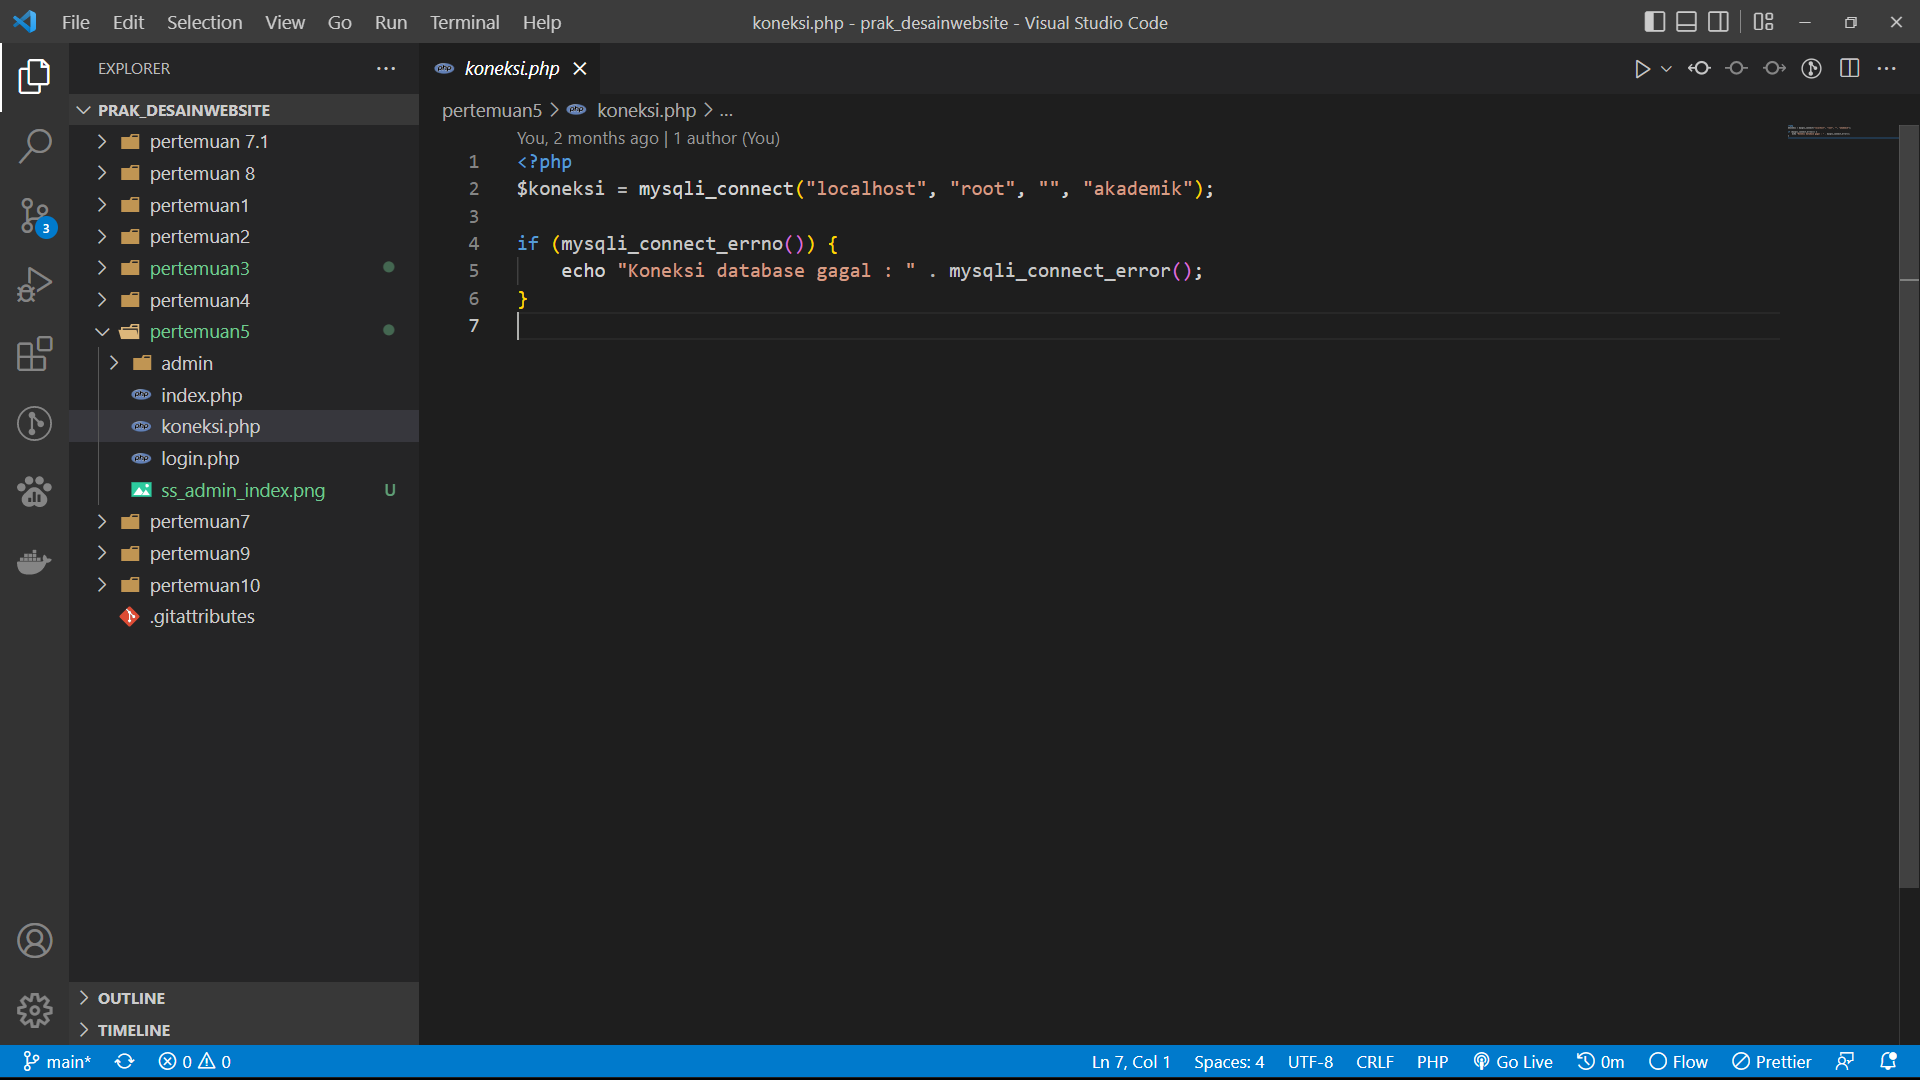 File Edit Selection View Go Run Terminal Help
koneksi.php - prak_desainwebsite - Visual Studio Code
EXPLORER
PRAK_DESAINWEBSITE
pertemuan 7.1
pertemuan 8
pertemuan1
pertemuan2
pertemuan3
pertemuan4
pertemuan5
admin
index.php
koneksi.php
login.php
ss_admin_index.png U
pertemuan7
pertemuan9
pertemuan10
.gitattributes
OUTLINE
TIMELINE
3
php koneksi.php
pertemuan5 > php koneksi.php > ...
You, 2 months ago | 1 author (You)
1 <?php
2 $koneksi = mysqli_connect("localhost", "root", "", "akademik");
3
4 if (mysqli_connect_errno()) {
5 echo "Koneksi database gagal : " . mysqli_connect_error();
6 }
7
main* 0 0
Ln 7, Col 1 Spaces: 4 UTF-8 CRLF PHP Go Live 0m Flow Prettier